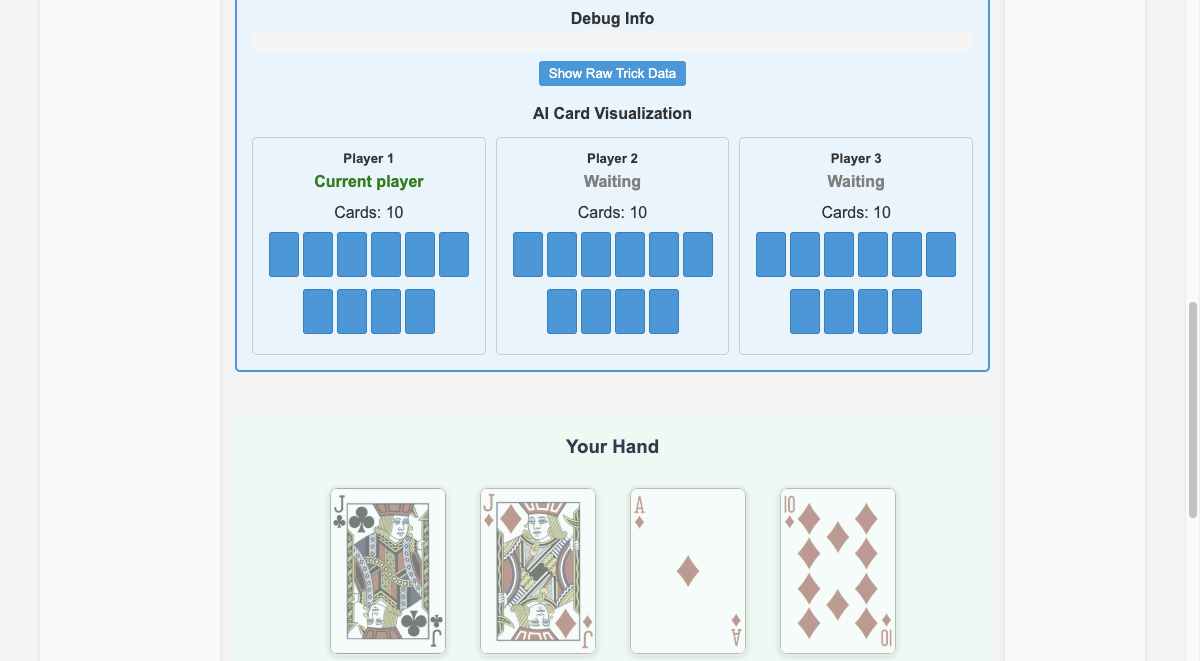 Debug Info
Show Raw Trick Data
AI Card Visualization
Player 1
Current player
Cards: 10
Player 2
Waiting
Cards: 10
Player 3
Waiting
Cards: 10
Your Hand
J
J
J
J
A
A
10
10